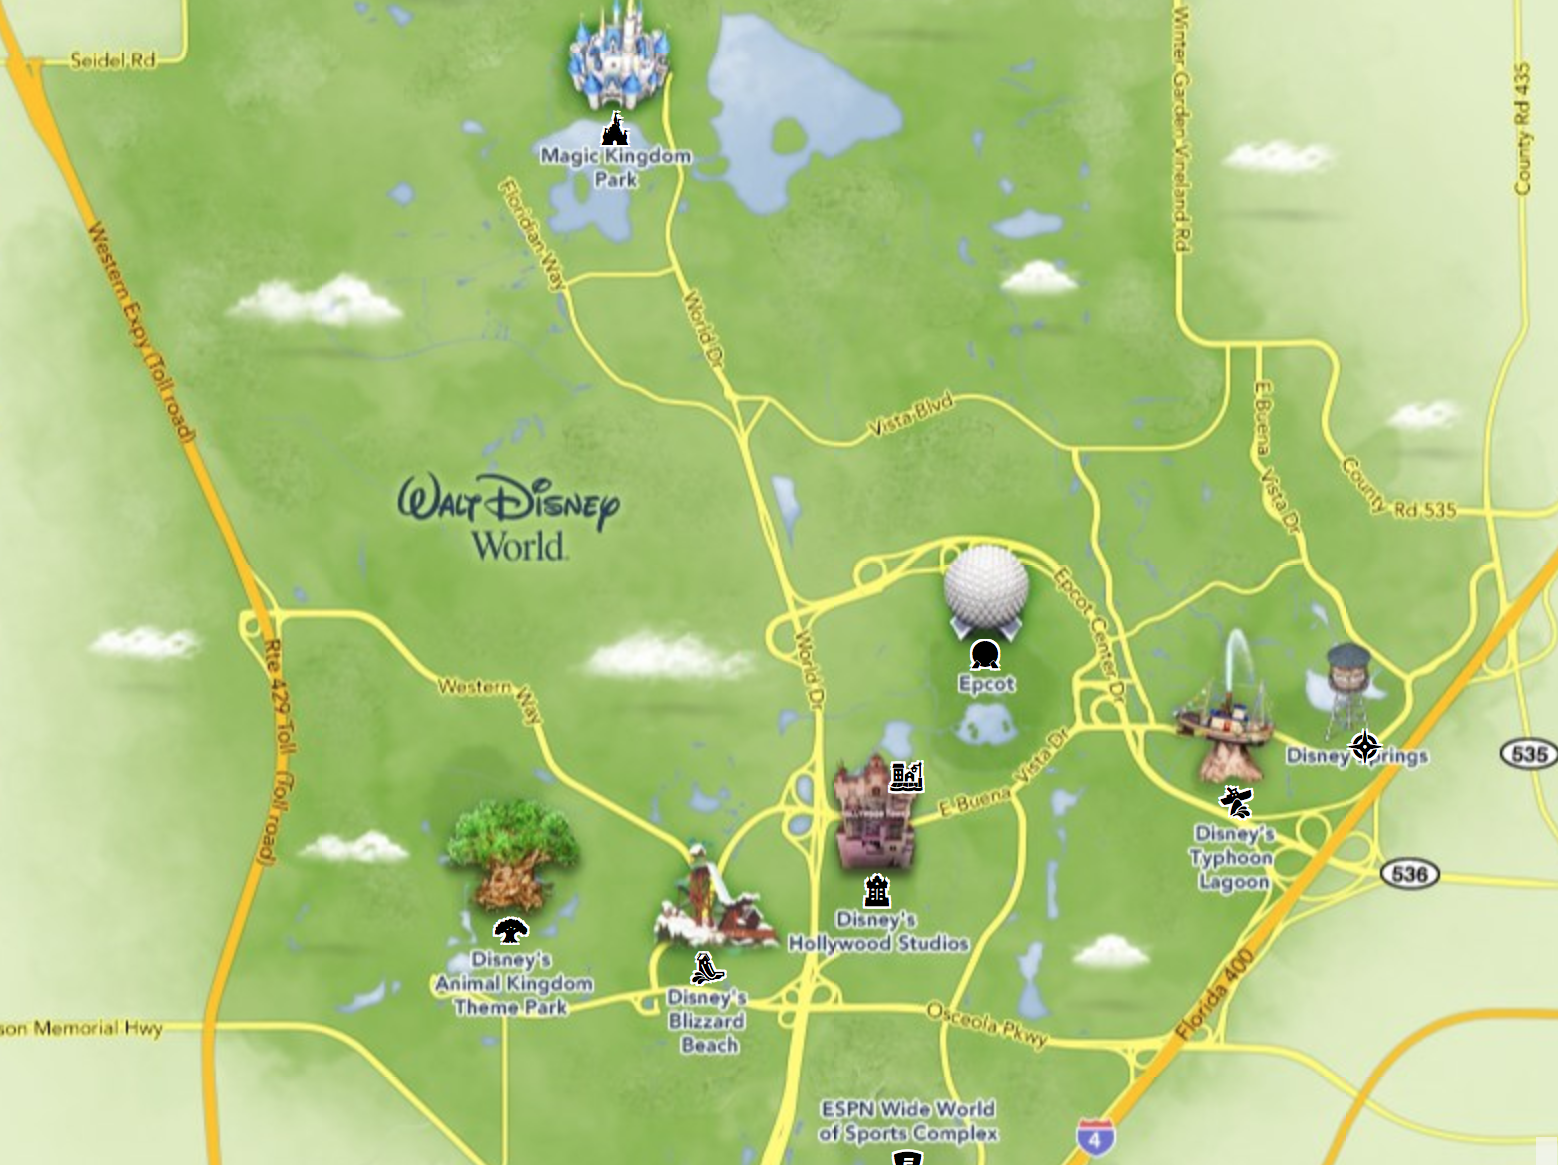 Seidel Rd
Winter Garden Vineland Rd
County Rd 435
Magic Kingdom
Park
Floridian Way
Western Expy (Toll road)
World Dr
Vista Blvd
E Buena Vista Dr
County Rd 535
WALT DISNEY
World
Epcot Center Dr
Rte 429 Toll (Toll road)
World Dr
Western Way
Epcot
E Buena Vista Dr
Disney
535
Disney's
Typhoon
Lagoon
536
Disney's
Hollywood Studios
Disney's
Animal Kingdom
Theme Park
Disney's
Blizzard
Beach
Florida 400
Osceola Pkwy
son Memorial Hwy
ESPN Wide World
of Sports Complex
4